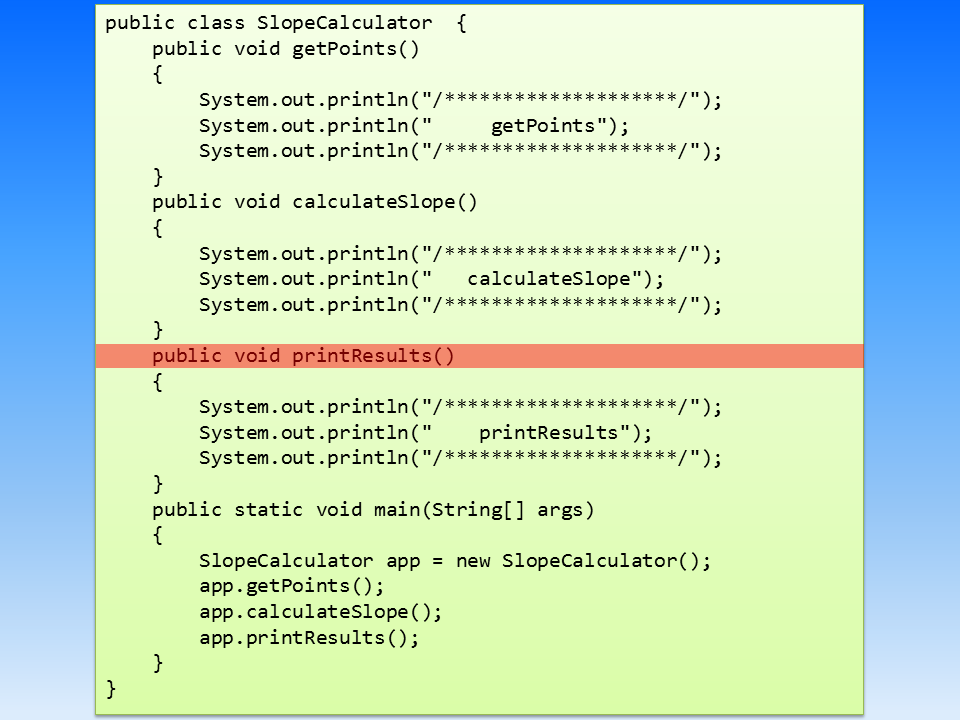 public class SlopeCalculator  {
    public void getPoints()
    {
        System.out.println("/********************/");
        System.out.println("     getPoints");
        System.out.println("/********************/");
    }
    public void calculateSlope()
    {
        System.out.println("/********************/");
        System.out.println("   calculateSlope");
        System.out.println("/********************/");
    }
    public void printResults()
    {
        System.out.println("/********************/");
        System.out.println("    printResults");
        System.out.println("/********************/");
    }
    public static void main(String[] args)
    {
        SlopeCalculator app = new SlopeCalculator();
        app.getPoints();
        app.calculateSlope();
        app.printResults();
    }
}